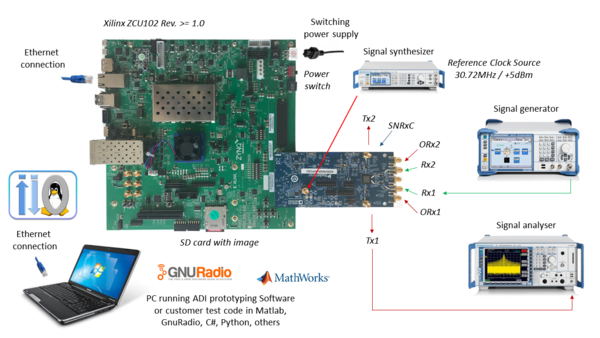 Xilinx ZCU102 Rev. >= 1.0
Switching
power supply
Ethernet
connection
Power
switch
Signal synthesizer
Reference Clock Source
30.72MHz / +5dBm
Signal generator
Tx2
SNRxC
ORx2
Rx2
Rx1
ORx1
Tx1
ZYNQ
Signal analyser
SD card with image
Ethernet
connection
GNURadio
MathWorks®
PC running ADI prototyping Software
or customer test code in Matlab,
GnuRadio, C#, Python, others